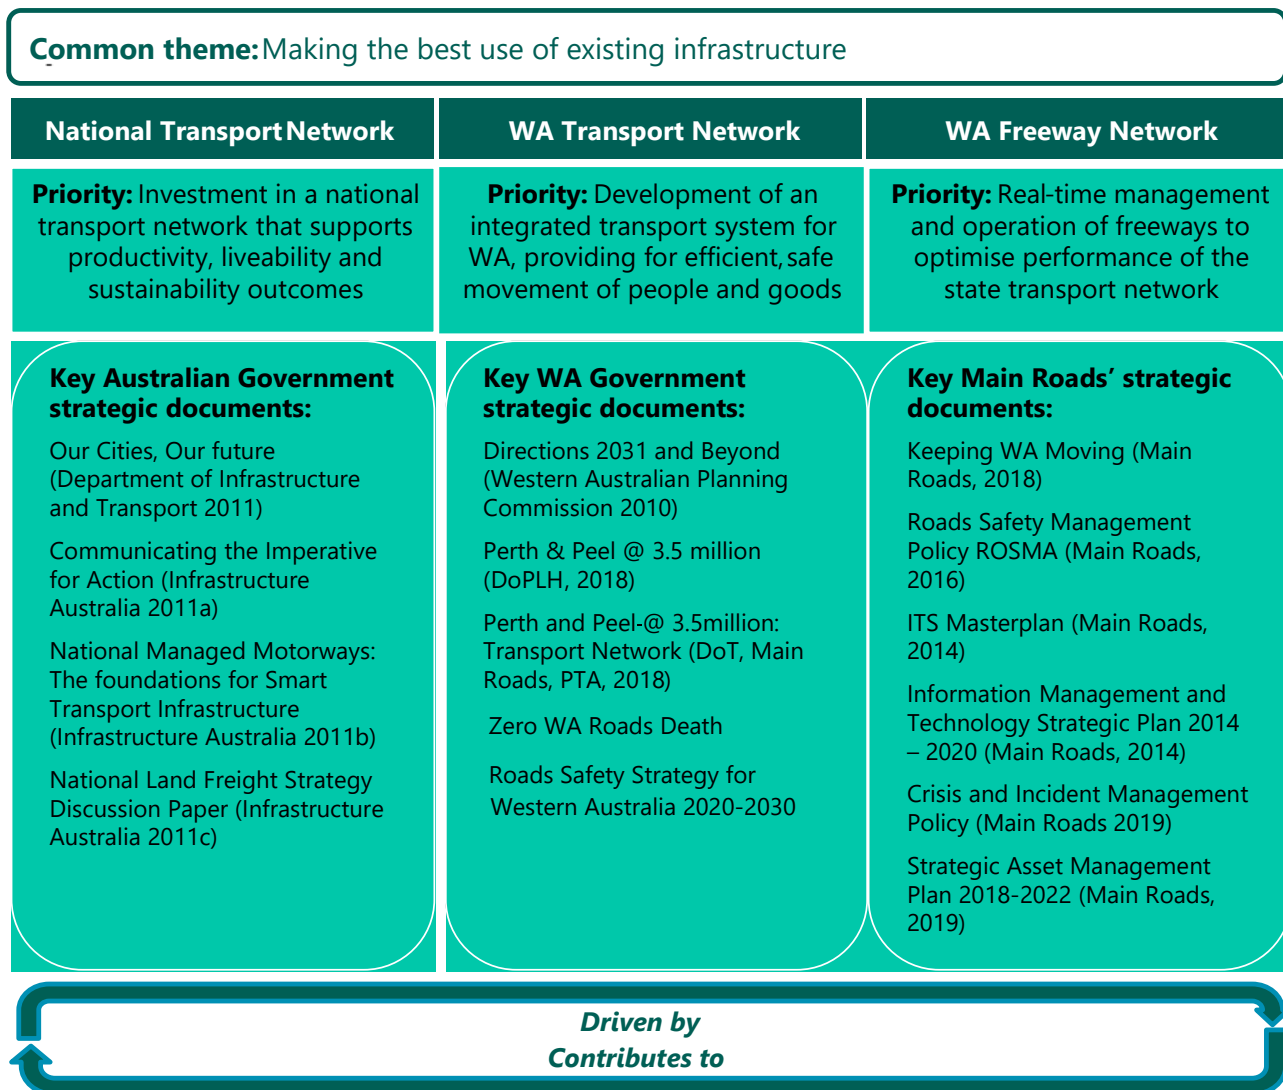 Common theme: Making the best use of existing infrastructure
National Transport Network
WA Transport Network
WA Freeway Network
Priority: Investment in a national
transport network that supports
productivity, liveability and
sustainability outcomes
Priority: Development of an
integrated transport system for
WA, providing for efficient, safe
movement of people and goods
Priority: Real-time management
and operation of freeways to
optimise performance of the
state transport network
Key Australian Government
strategic documents:
Our Cities, Our future
(Department of Infrastructure
and Transport 2011)
Communicating the Imperative
for Action (Infrastructure
Australia 2011a)
National Managed Motorways:
The foundations for Smart
Transport Infrastructure
(Infrastructure Australia 2011b)
National Land Freight Strategy
Discussion Paper (Infrastructure
Australia 2011c)
Key WA Government
strategic documents:
Directions 2031 and Beyond
(Western Australian Planning
Commission 2010)
Perth & Peel @ 3.5 million
(DoPLH, 2018)
Perth and Peel-@ 3.5million:
Transport Network (DoT, Main
Roads, PTA, 2018)
Zero WA Roads Death
Roads Safety Strategy for
Western Australia 2020-2030
Key Main Roads’ strategic
documents:
Keeping WA Moving (Main
Roads, 2018)
Roads Safety Management
Policy ROSMA (Main Roads,
2016)
ITS Masterplan (Main Roads,
2014)
Information Management and
Technology Strategic Plan 2014
– 2020 (Main Roads, 2014)
Crisis and Incident Management
Policy (Main Roads 2019)
Strategic Asset Management
Plan 2018-2022 (Main Roads,
2019)
Driven by
Contributes to